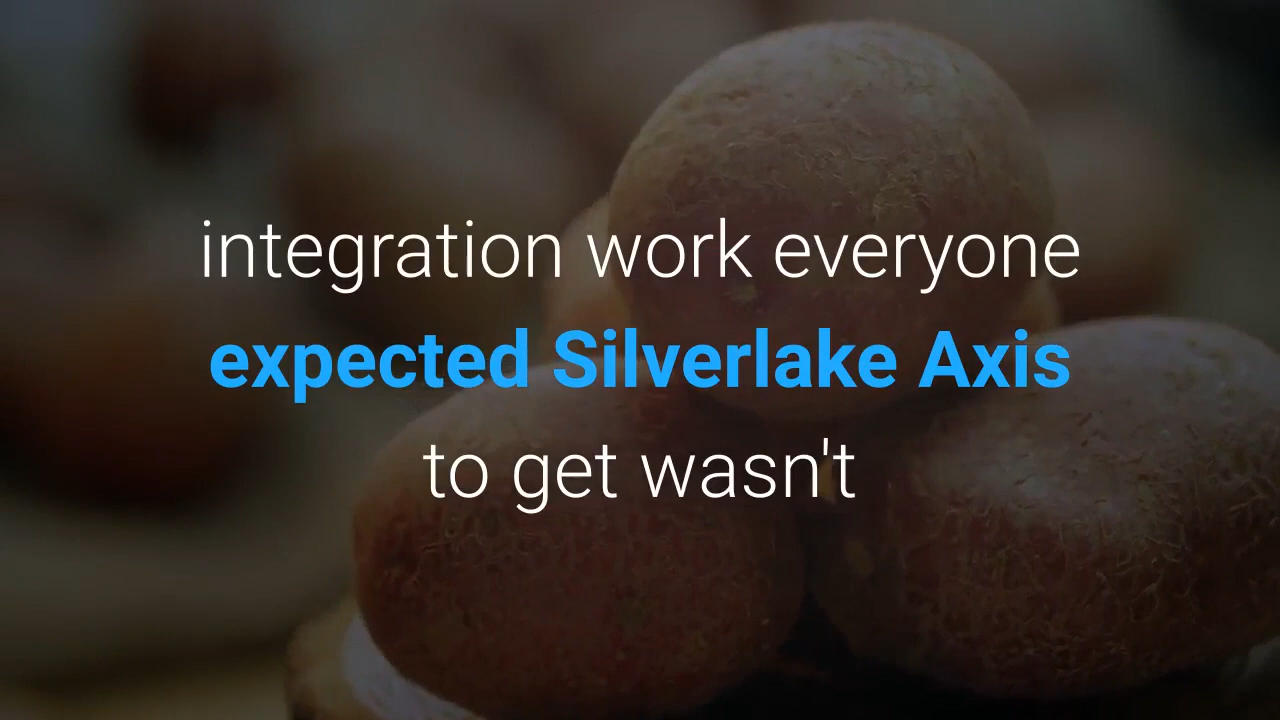 integration work everyone
expected Silverlake Axis
to get wasn't